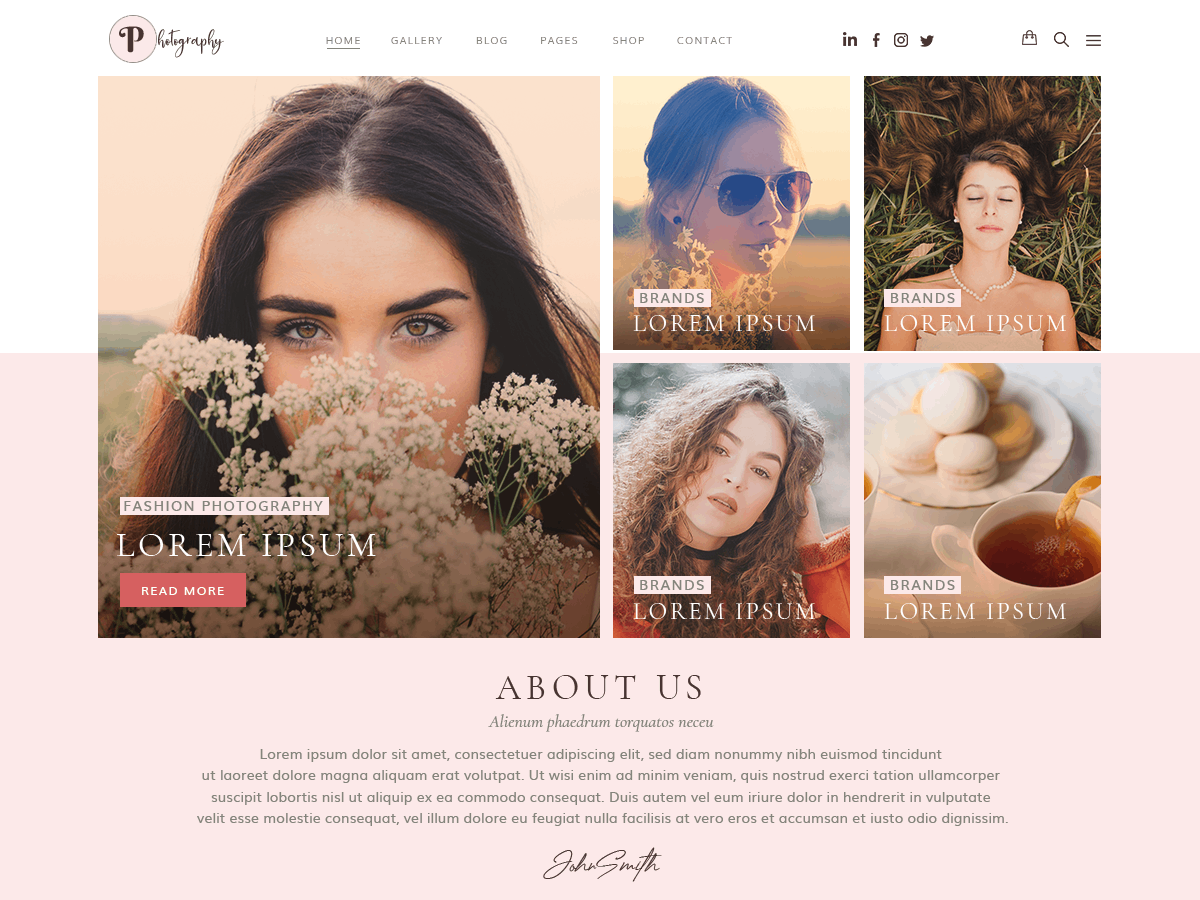 Photography
HOME GALLERY BLOG PAGES SHOP CONTACT
BRANDS
LOREM IPSUM
BRANDS
LOREM IPSUM
FASHION PHOTOGRAPHY
LOREM IPSUM
READ MORE
BRANDS
LOREM IPSUM
BRANDS
LOREM IPSUM
ABOUT US
Alienum phaedrum torquatos neceu
Lorem ipsum dolor sit amet, consectetuer adipiscing elit, sed diam nonummy nibh euismod tincidunt
ut laoreet dolore magna aliquam erat volutpat. Ut wisi enim ad minim veniam, quis nostrud exerci tation ullamcorper
suscipit lobortis nisl ut aliquip ex ea commodo consequat. Duis autem vel eum iriure dolor in hendrerit in vulputate
velit esse molestie consequat, vel illum dolore eu feugiat nulla facilisis at vero eros et accumsan et iusto odio dignissim.
JohnSmith